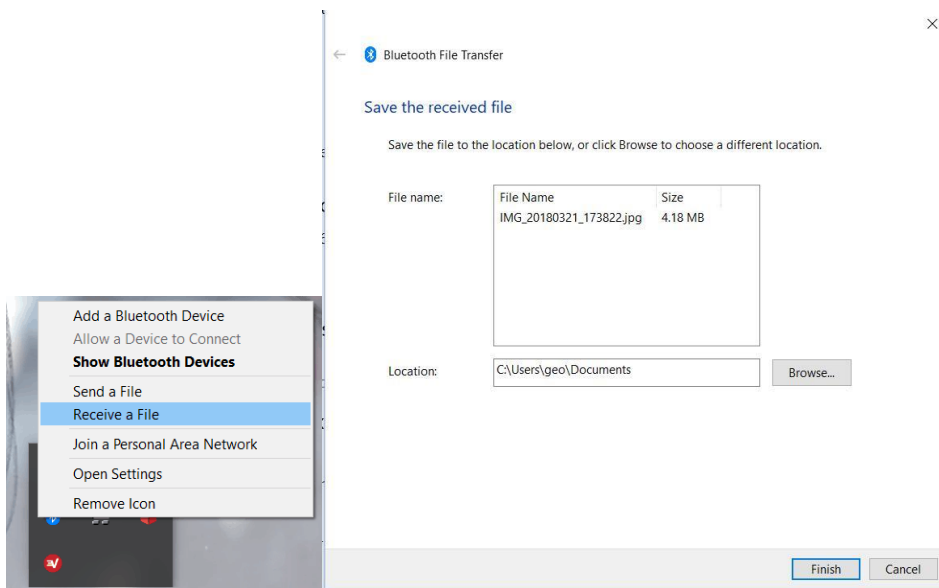 Add a Bluetooth Device
Allow a Device to Connect
Show Bluetooth Devices
Send a File
Receive a File
Join a Personal Area Network
Open Settings
Remove Icon
Bluetooth File Transfer
Save the received file
Save the file to the location below, or click Browse to choose a different location.
File name:
File Name Size
IMG_20180321_173822.jpg 4.18 MB
Location: C:\Users\geo\Documents Browse...
Finish Cancel